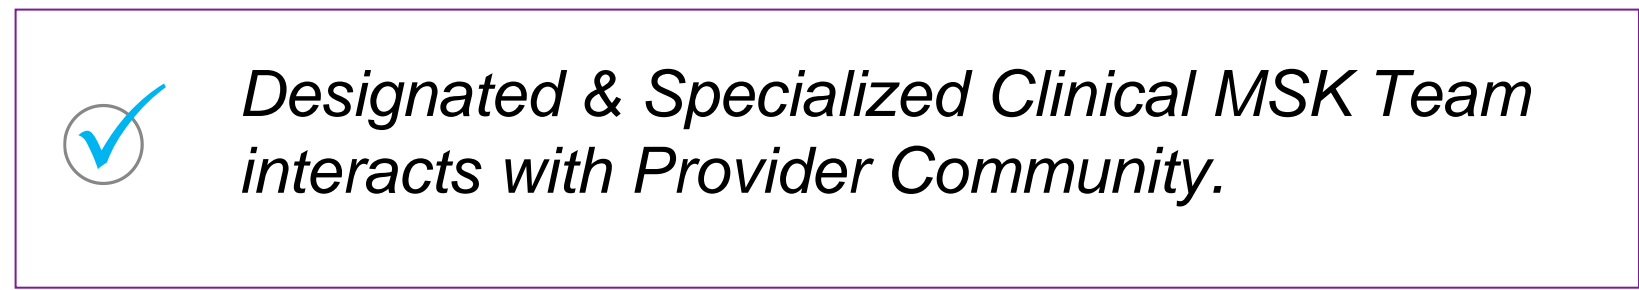 Designated & Specialized Clinical MSK Team
interacts with Provider Community.